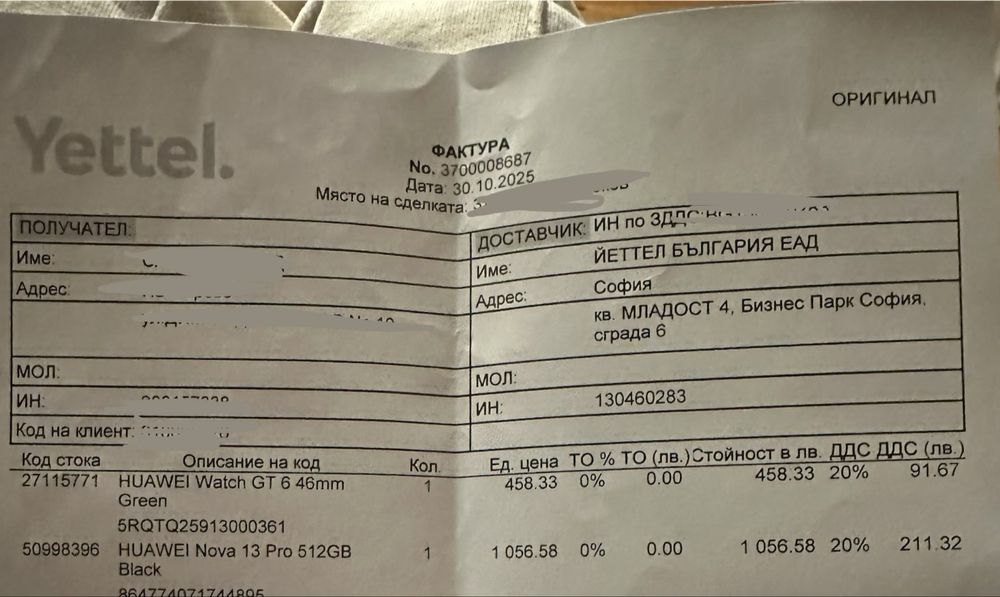 ОРИГИНАЛ
Yettel.
ФАКТУРА
No. 3700008687
Дата: 30.10.2025
Място на сделката:
ПОЛУЧАТЕЛ:
Име:
Адрес:
МОЛ:
ИН:
Код на клиент:
ДОСТАВЧИК: ИН по ЗДДС
Име: ЙЕТТЕЛ БЪЛГАРИЯ ЕАД
Адрес: София
кв. МЛАДОСТ 4, Бизнес Парк София,
сграда 6
МОЛ:
ИН: 130460283
Код стока Описание на код Кол. Ед. цена ТО % ТО (лв.) Стойност в лв. ДДС ДДС (лв.)
27115771 HUAWEI Watch GT 6 46mm 1 458.33 0% 0.00 458.33 20% 91.67
Green
5RQTQ25913000361
50998396 HUAWEI Nova 13 Pro 512GB 1 1 056.58 0% 0.00 1 056.58 20% 211.32
Black
864774071744895